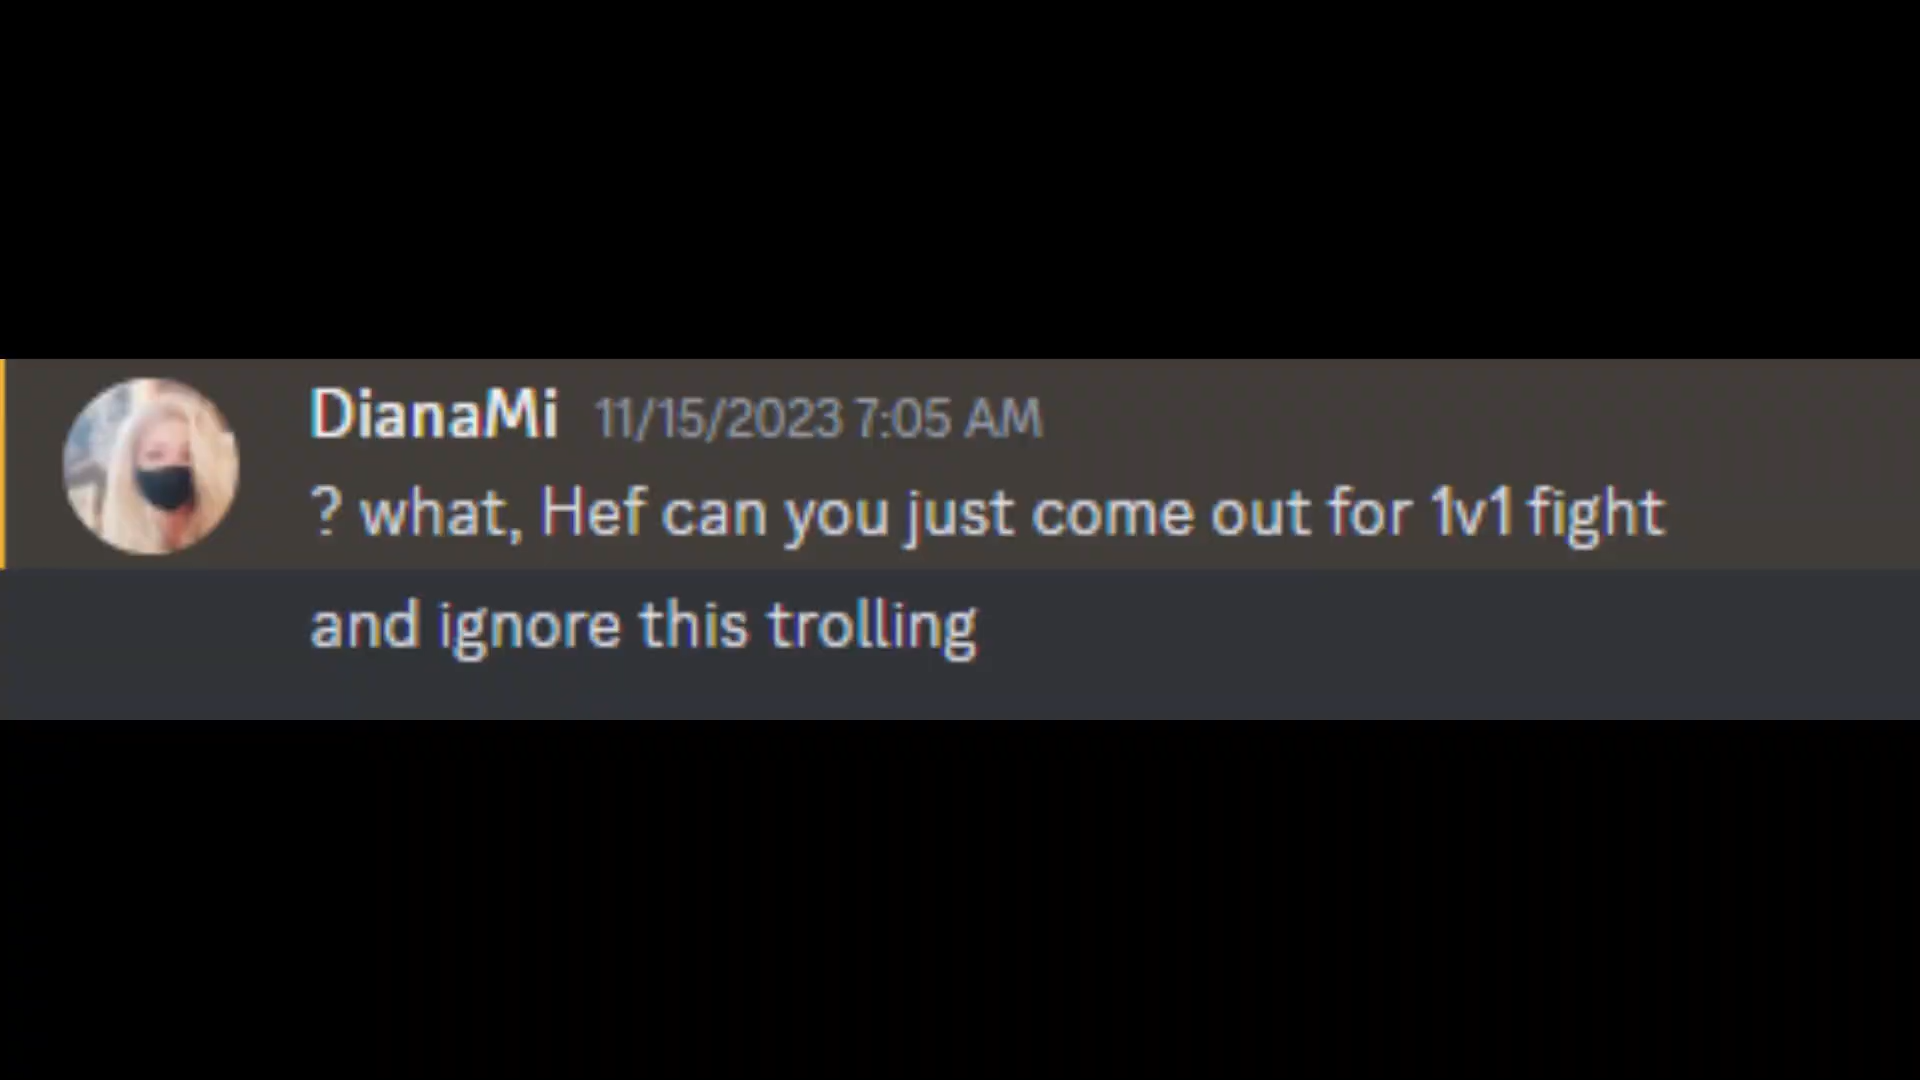 DianaMi 11/15/2023 7:05 AM
? what, Hef can you just come out for 1v1 fight
and ignore this trolling